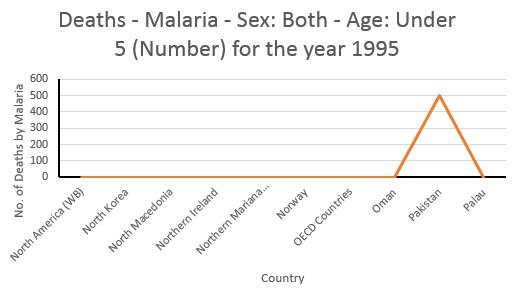 Deaths - Malaria - Sex: Both - Age: Under
5 (Number) for the year 1995
No. of Deaths by Malaria
600
500
400
300
200
100
0
North America (WB)
North Korea
North Macedonia
Northern Ireland
Northern Mariana...
Norway
OECD Countries
Oman
Pakistan
Palau
Country